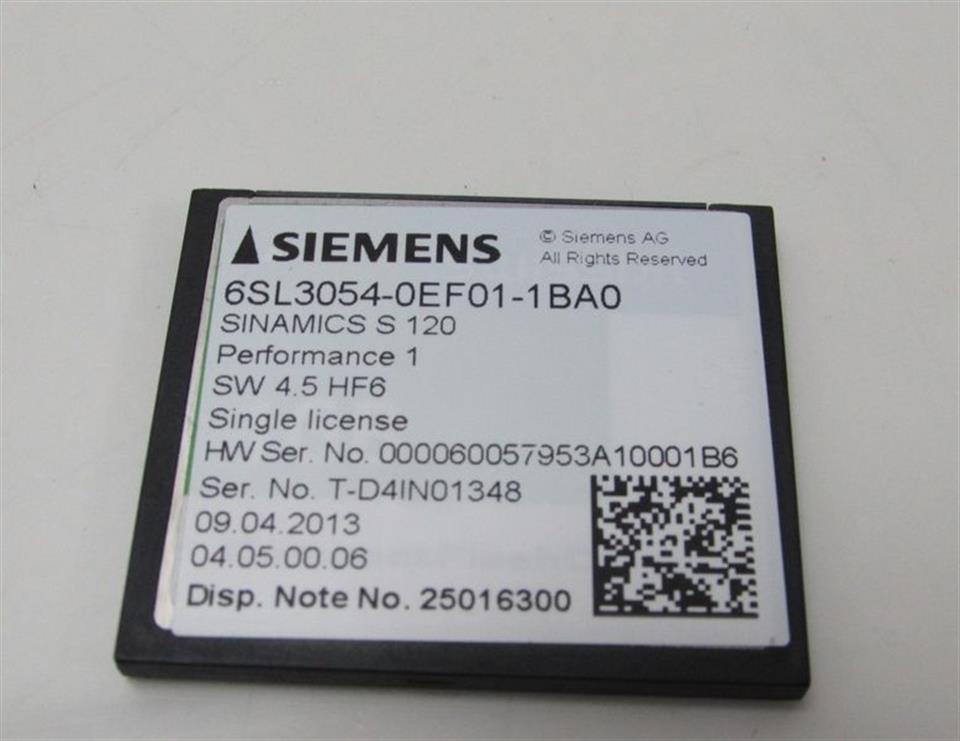 SIEMENS
© Siemens AG
All Rights Reserved
6SL3054-0EF01-1BA0
SINAMICS S 120
Performance 1
SW 4.5 HF6
Single license
HW Ser. No. 000060057953A10001B6
Ser. No. T-D4IN01348
09.04.2013
04.05.00.06
Disp. Note No. 25016300